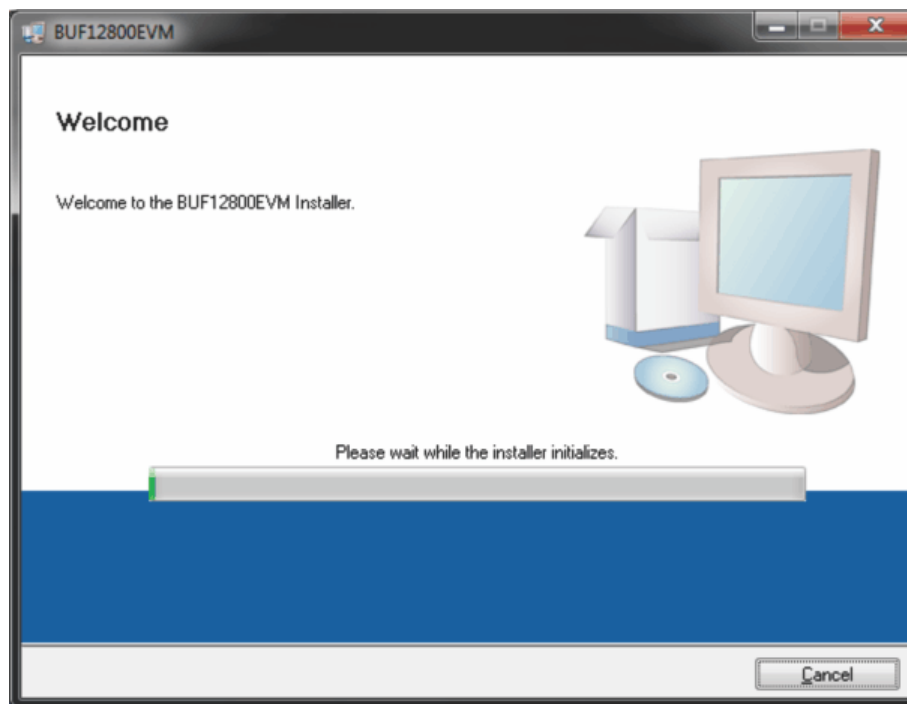 BUF12800EVM
Welcome
Welcome to the BUF12800EVM Installer.
Please wait while the installer initializes.
Cancel